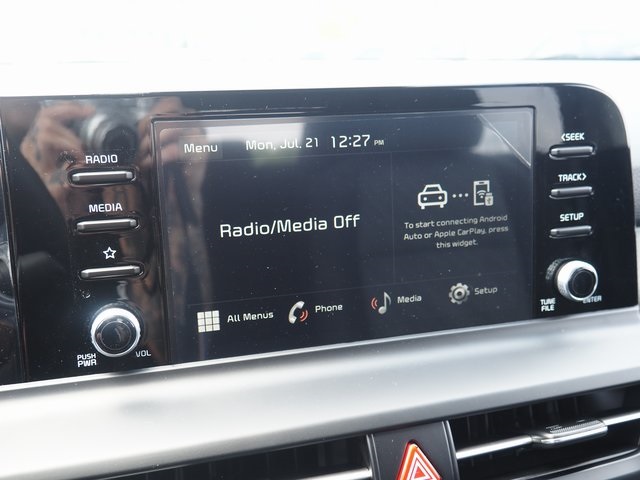 RADIO
MEDIA
PUSH
PWR
VOL
Menu
Mon, Jul. 21 12:27 PM
Radio/Media Off
To start connecting Android
Auto or Apple CarPlay, press
this widget.
All Menus
Phone
Media
Setup
<SEEK
TRACK>
SETUP
TUNE
FILE
ENTER